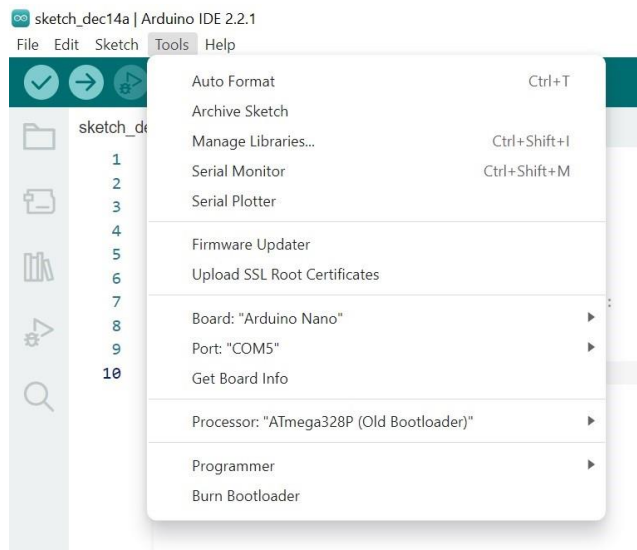 sketch_dec14a | Arduino IDE 2.2.1
File Edit Sketch Tools Help
sketch_de
Auto Format Ctrl+T
Archive Sketch
Manage Libraries... Ctrl+Shift+I
Serial Monitor Ctrl+Shift+M
Serial Plotter
Firmware Updater
Upload SSL Root Certificates
Board: "Arduino Nano"
Port: "COM5"
Get Board Info
Processor: "ATmega328P (Old Bootloader)"
Programmer
Burn Bootloader
1
2
3
4
5
6
7 :
8
9
10